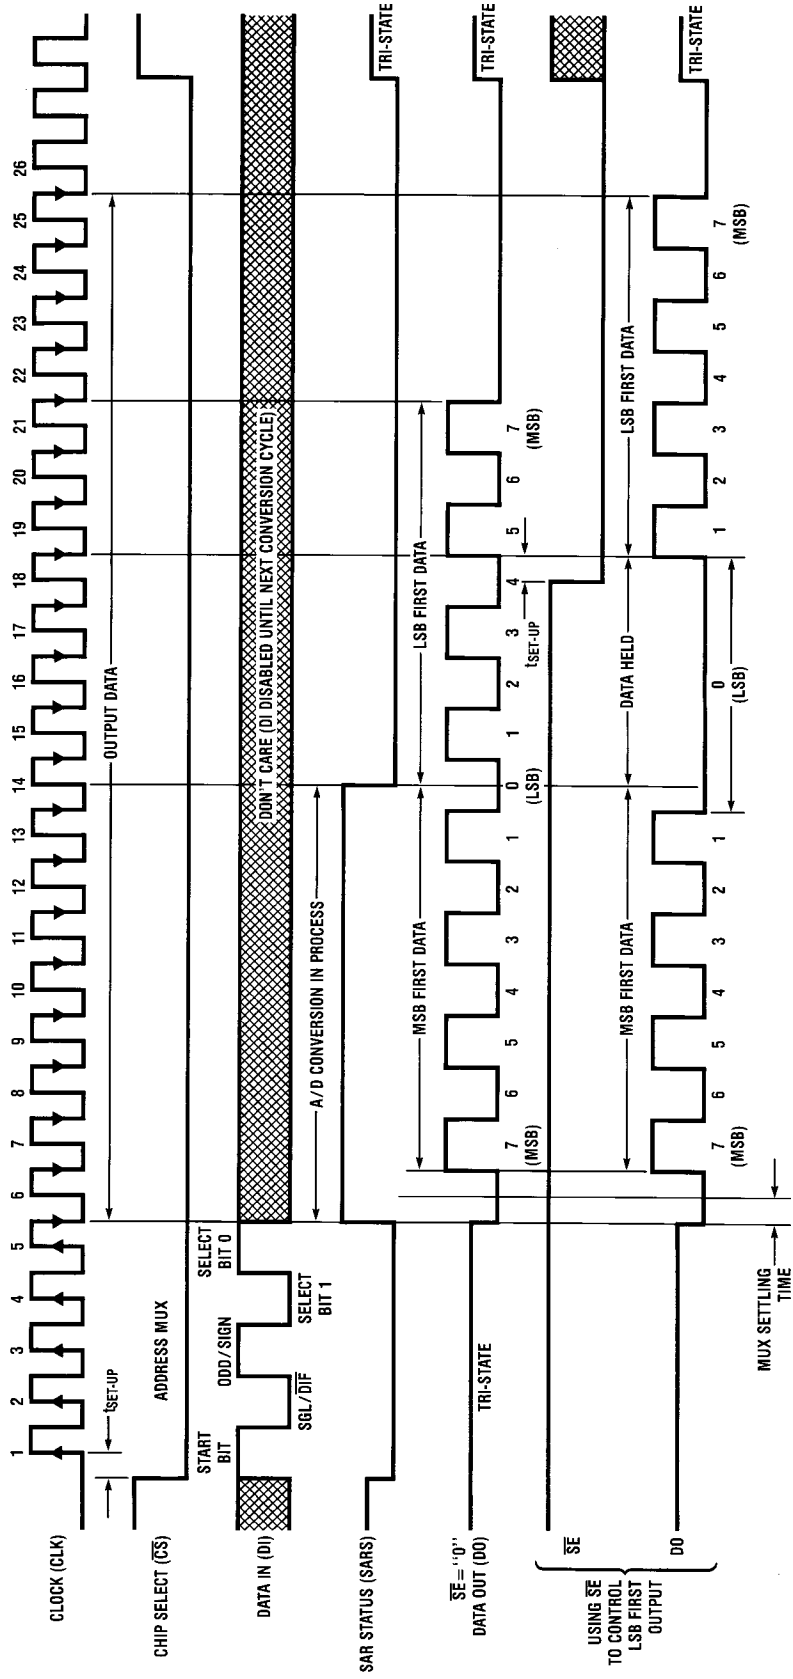 1 2 3 4 5 6 7 8 9 10 11 12 13 14 15 16 17 18 19 20 21 22 23 24 25 26
CLOCK (CLK)
tSET-UP
OUTPUT DATA
CHIP SELECT (C̅S̅)
ADDRESS MUX
START
BIT
ODD/SIGN
SELECT
BIT 0
DATA IN (DI)
DON'T CARE (DI DISABLED UNTIL NEXT CONVERSION CYCLE)
SGL/D̅I̅F̅
SELECT
BIT 1
A/D CONVERSION IN PROCESS
SAR STATUS (SARS)
TRI-STATE
MSB FIRST DATA
LSB FIRST DATA
S̅E̅ = "0"
DATA OUT (DO)
TRI-STATE
TRI-STATE
7 6 5 4 3 2 1 0 1 2 3 4 5 6 7
(MSB) (LSB) (MSB)
tSET-UP
USING S̅E̅
TO CONTROL
LSB FIRST
OUTPUT
S̅E̅
MSB FIRST DATA
DATA HELD
LSB FIRST DATA
DO
TRI-STATE
7 6 5 4 3 2 1 0 1 2 3 4 5 6 7
(MSB) (LSB) (MSB)
MUX SETTLING
TIME